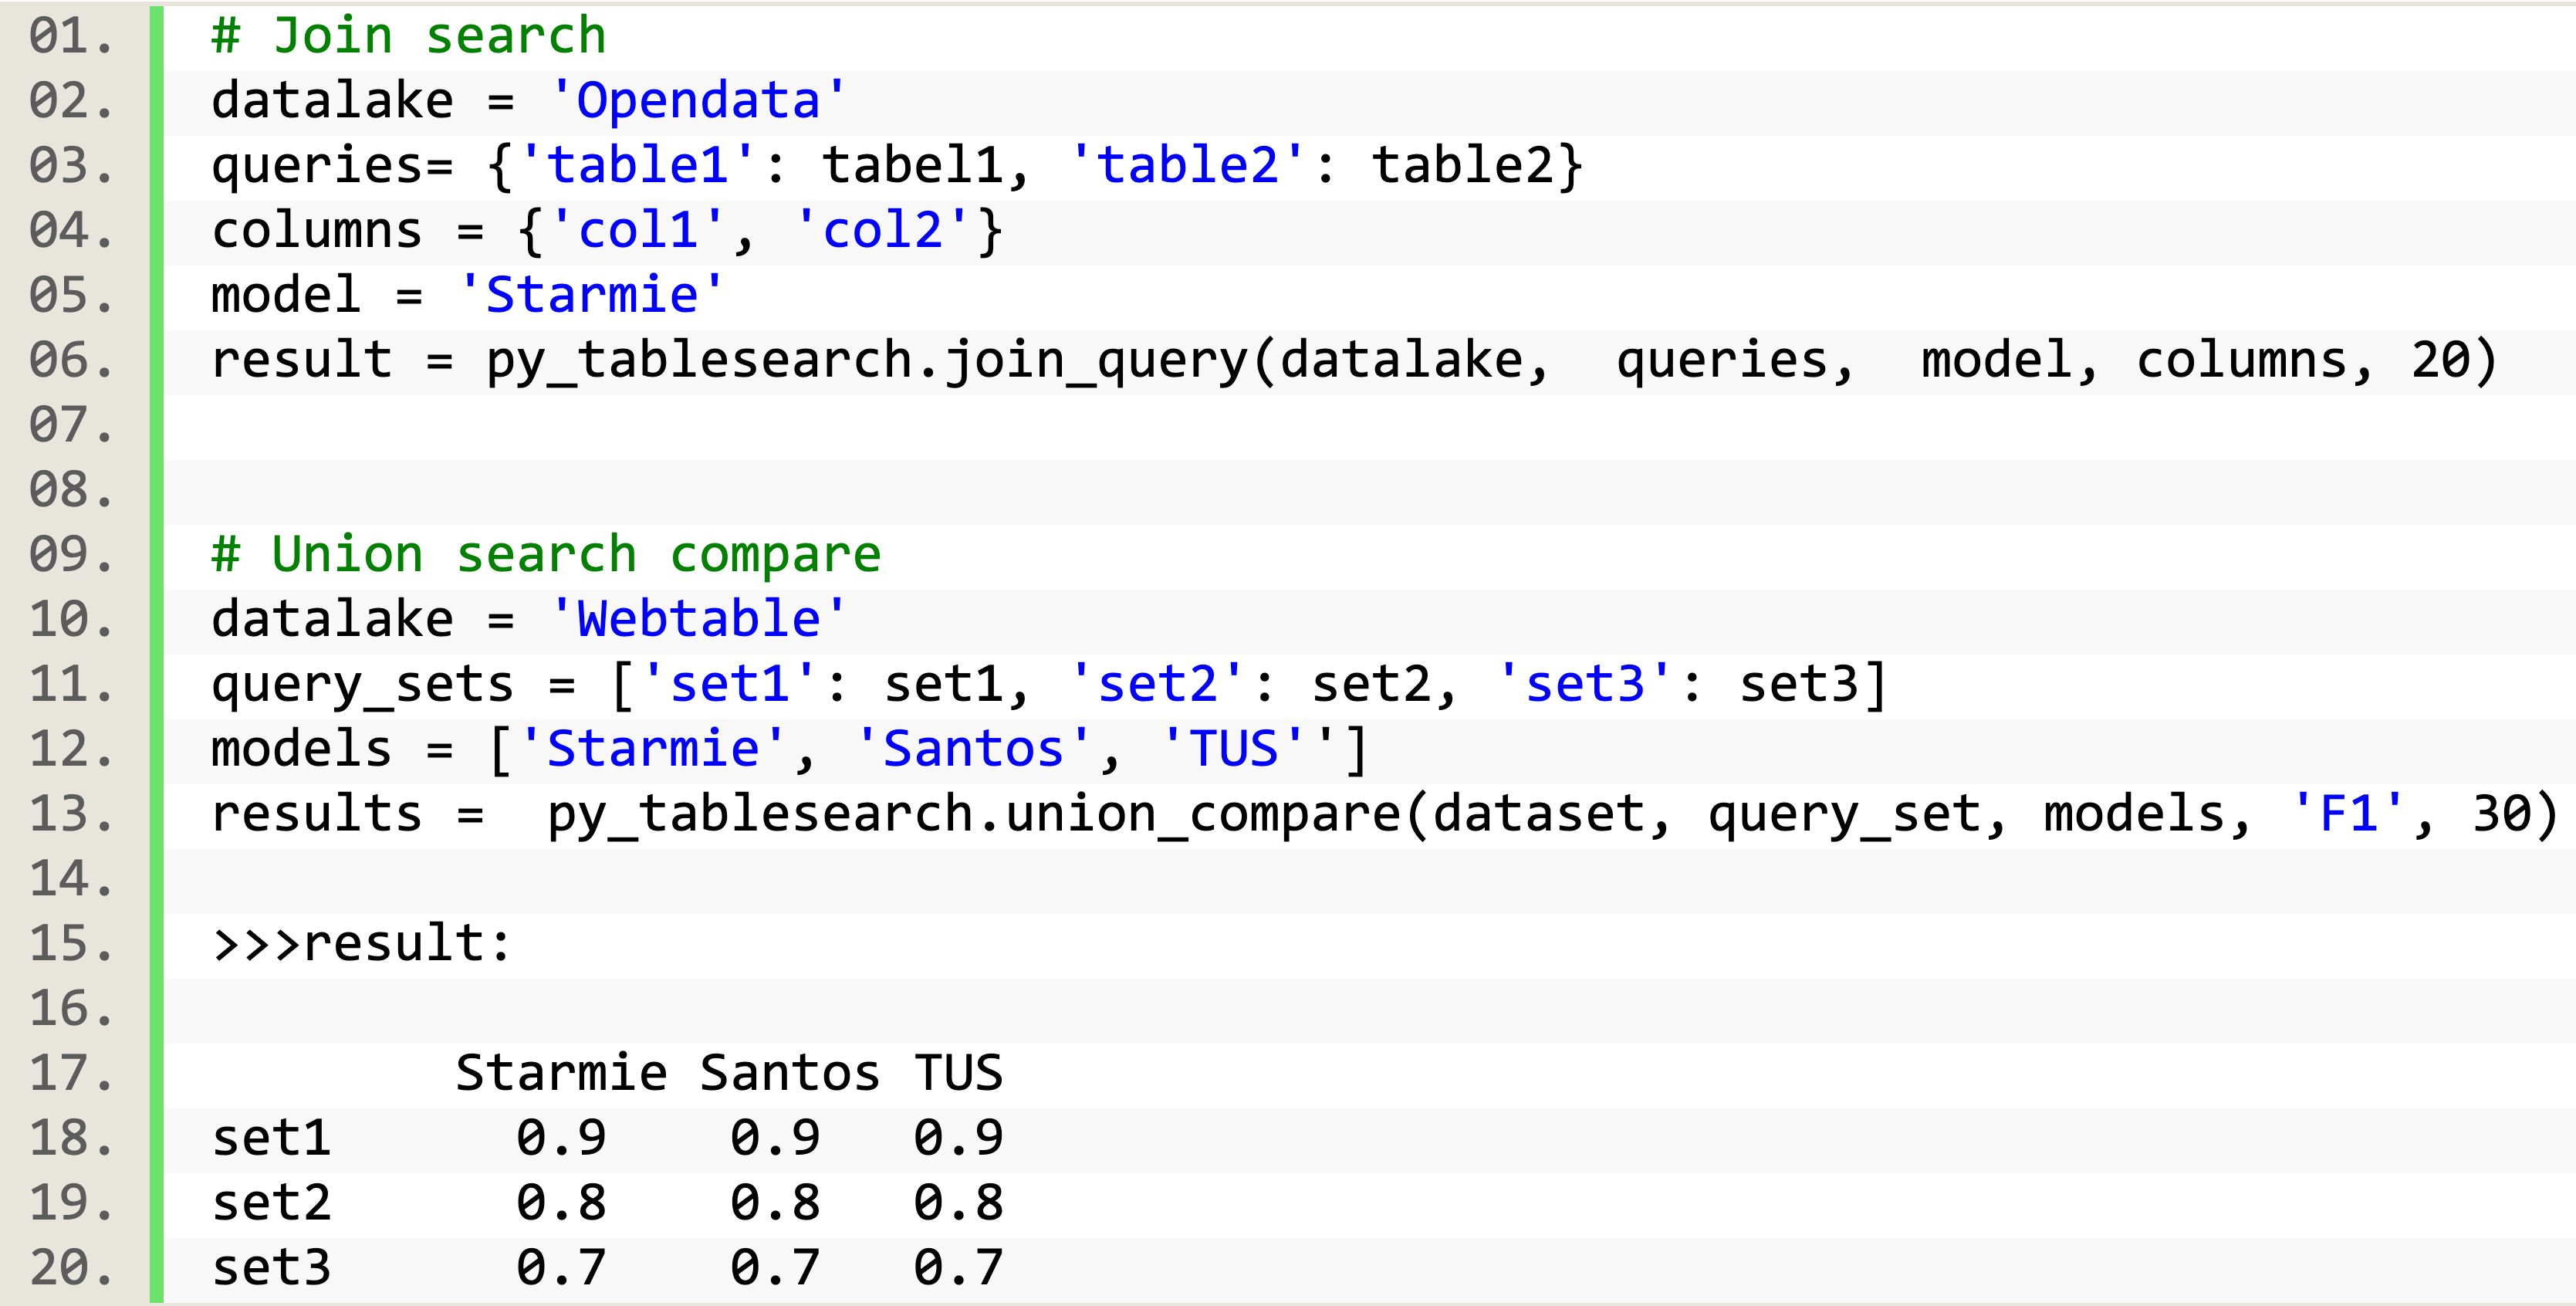 01. # Join search
02. datalake = 'Opendata'
03. queries= {'table1': tabel1, 'table2': table2}
04. columns = {'col1', 'col2'}
05. model = 'Starmie'
06. result = py_tablesearch.join_query(datalake,  queries,  model, columns, 20)
07.
08.
09. # Union search compare
10. datalake = 'Webtable'
11. query_sets = ['set1': set1, 'set2': set2, 'set3': set3]
12. models = ['Starmie', 'Santos', 'TUS'']
13. results =  py_tablesearch.union_compare(dataset, query_set, models, 'F1', 30)
14.
15. >>>result:
16.
17.         Starmie Santos TUS
18. set1      0.9    0.9   0.9
19. set2      0.8    0.8   0.8
20. set3      0.7    0.7   0.7